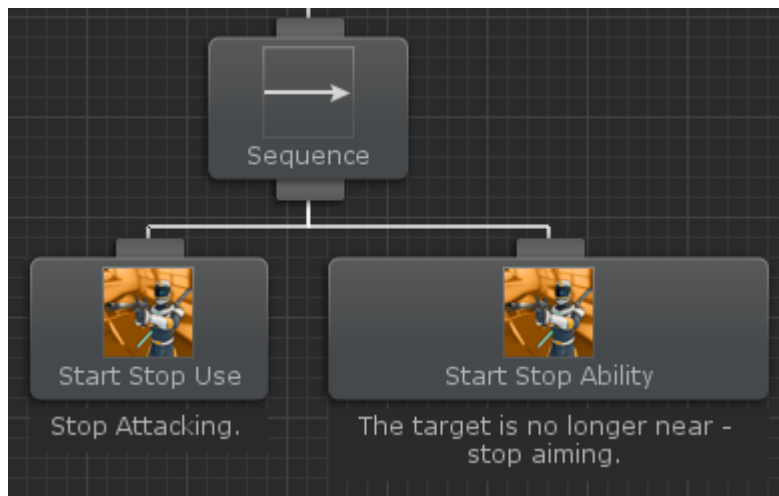 Sequence
Start Stop Use
Start Stop Ability
Stop Attacking.
The target is no longer near -
stop aiming.